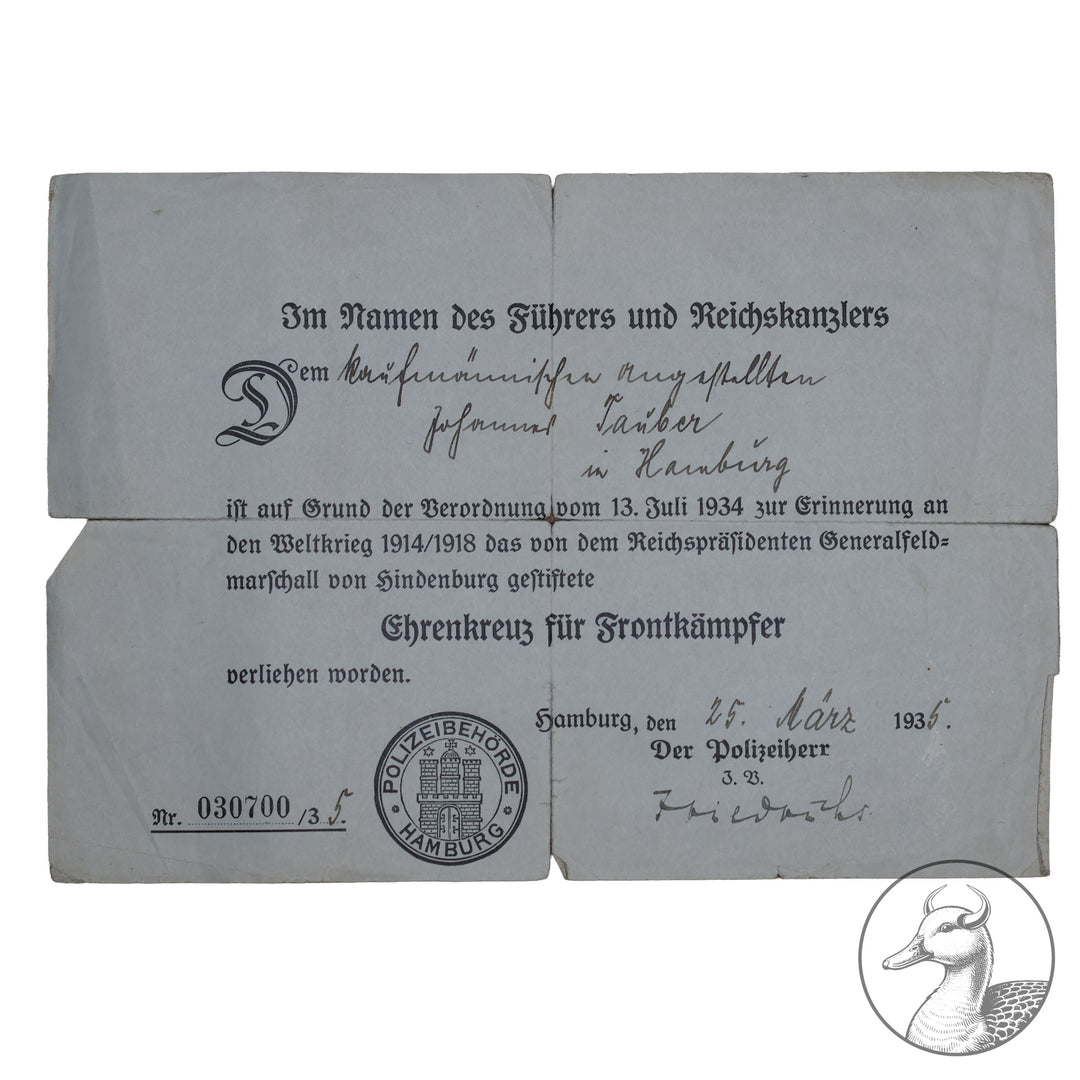 Im Namen des Führers und Reichskanzlers
Dem kaufmännischen Angestellten
Johannes Tauber
in Hamburg
ist auf Grund der Verordnung vom 13. Juli 1934 zur Erinnerung an
den Weltkrieg 1914/1918 das von dem Reichspräsidenten Generalfeld=
marschall von Hindenburg gestiftete
Ehrenkreuz für Frontkämpfer
verliehen worden.
Hamburg, den 25. März 1935.
Der Polizeiherr
J. V.
Friedrichs
Nr. 030700/35.
POLIZEIBEHÖRDE
HAMBURG